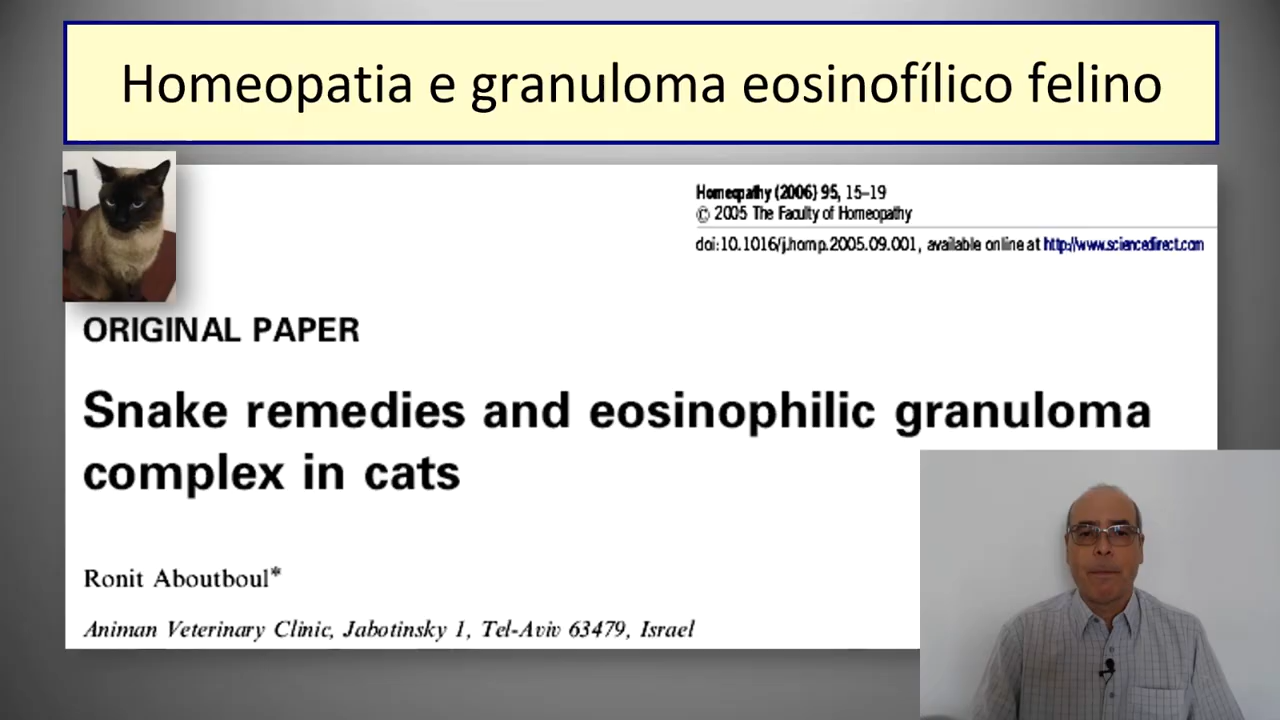 Homeopatia e granuloma eosinofílico felino
Homeopathy (2006) 95, 15–19
© 2005 The Faculty of Homeopathy
doi:10.1016/j.homp.2005.09.001, available online at http://www.sciencedirect.com
ORIGINAL PAPER
Snake remedies and eosinophilic granuloma
complex in cats
Ronit Aboutboul*
Animan Veterinary Clinic, Jabotinsky 1, Tel-Aviv 63479, Israel